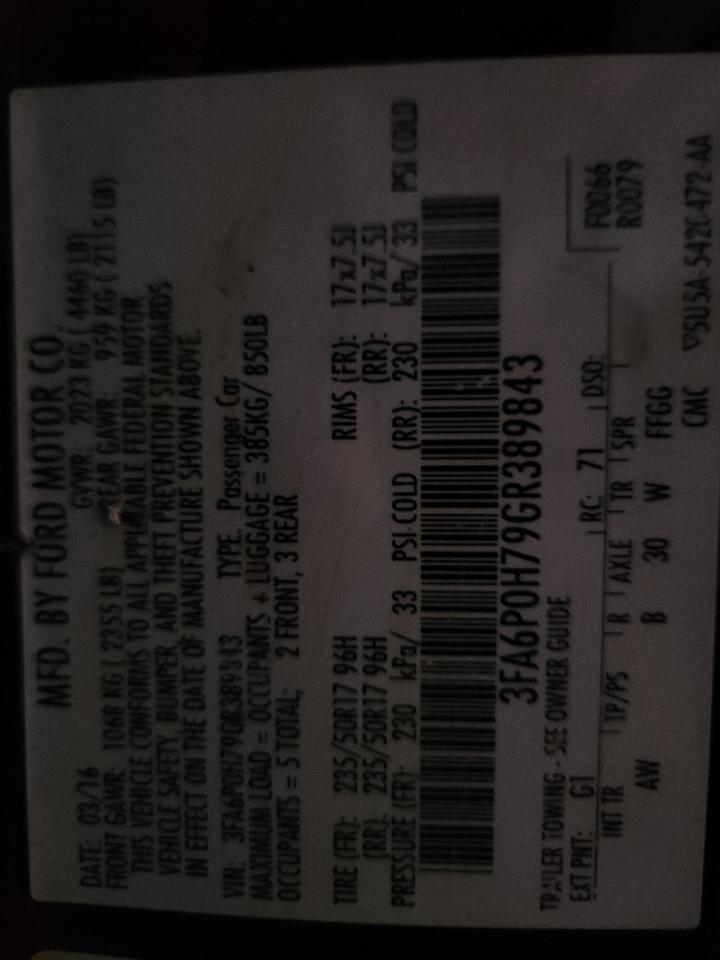 MFD. BY FORD MOTOR CO.
DATE: 03/16 GVWR: 2023 KG ( 4460 LB)
FRONT GAWR: 1068 KG ( 2355 LB) REAR GAWR: 959 KG ( 2115 LB)
THIS VEHICLE CONFORMS TO ALL APPLICABLE FEDERAL MOTOR
VEHICLE SAFETY, BUMPER, AND THEFT PREVENTION STANDARDS
IN EFFECT ON THE DATE OF MANUFACTURE SHOWN ABOVE.
VIN: 3FA6P0H79GR389843 TYPE: Passenger Car
MAXIMUM LOAD = OCCUPANTS + LUGGAGE = 385KG/ 850LB
OCCUPANTS = 5 TOTAL; 2 FRONT, 3 REAR
TIRE (FR): 235/50R17 96H RIMS (FR): 17x7.5J
(RR): 235/50R17 96H (RR): 17x7.5J
PRESSURE (FR): 230 kPa/ 33 PSI COLD (RR): 230 kPa/ 33 PSI COLD
3FA6P0H79GR389843
TRAILER TOWING - SEE OWNER GUIDE
F0066
EXT PNT: G1 RC: 71 DSO: R0079
INT TR TP/PS R AXLE TR SPR
AW B 30 W FFGG
CMC 5U5A-5420472-AA